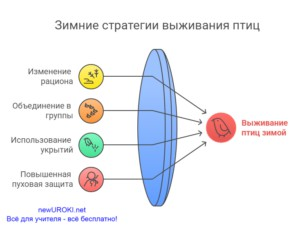 Зимние стратегии выживания птиц
Изменение
рациона
Объединение в
группы
Использование
укрытий
Повышенная
пуховая защита
Выживание
птиц зимой
newUROKI.net
Всё для учителя - всё бесплатно!